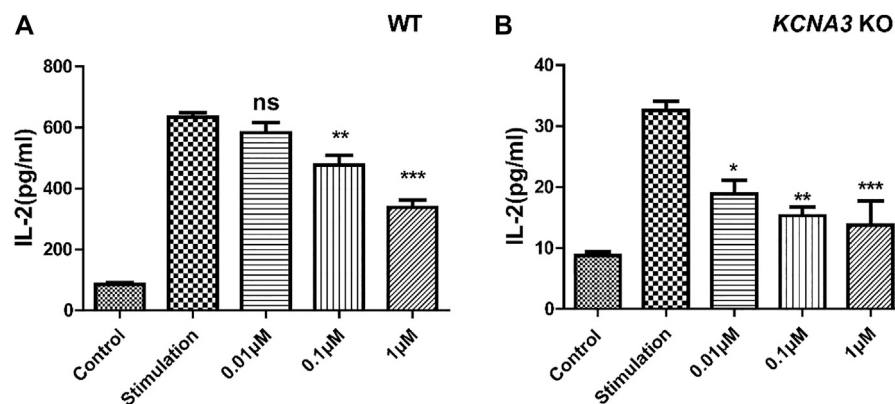 A
WT
IL-2(pg/ml)
800
600
400
200
0
ns
**
***
Control
Stimulation
0.01μM
0.1μM
1μM
B
KCNA3 KO
IL-2(pg/ml)
40
30
20
10
0
*
**
***
Control
Stimulation
0.01μM
0.1μM
1μM